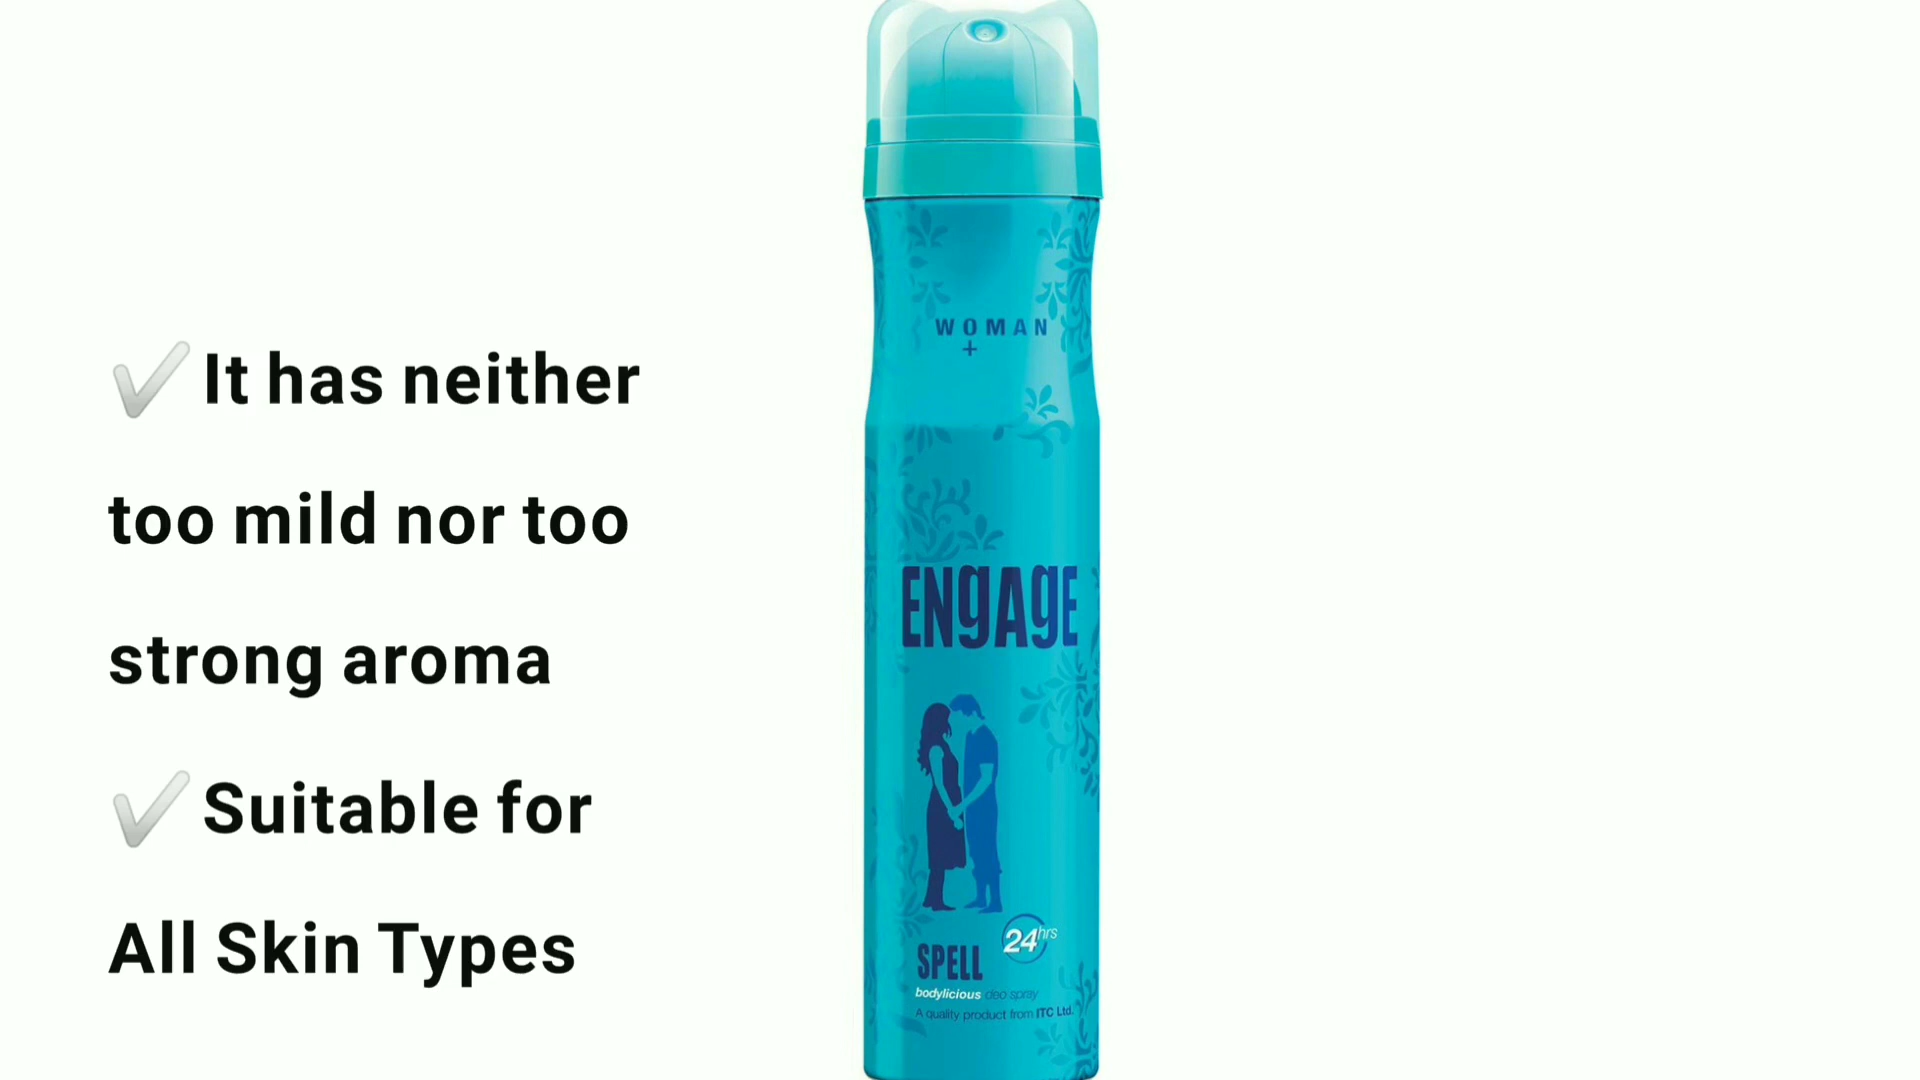 ✔ It has neither
too mild nor too
strong aroma
✔ Suitable for
All Skin Types
WOMAN
+
ENgAgE
24hrs
SPELL
bodylicious deo spray
A quality product from ITC Ltd.